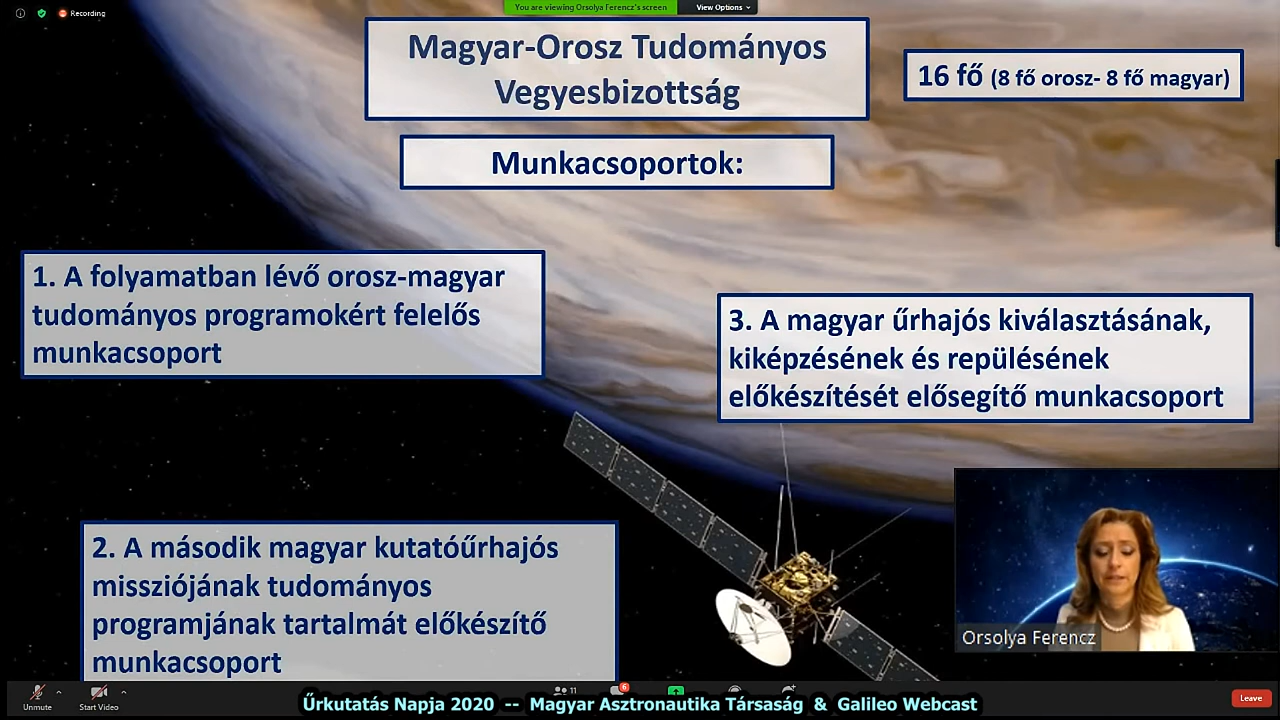 Recording
You are viewing Orsolya Ferencz's screen
View Options
Magyar-Orosz Tudományos
Vegyesbizottság
16 fő (8 fő orosz- 8 fő magyar)
Munkacsoportok:
1. A folyamatban lévő orosz-magyar
tudományos programokért felelős
munkacsoport
3. A magyar űrhajós kiválasztásának,
kiképzésének és repülésének
előkészítését elősegítő munkacsoport
2. A második magyar kutatóűrhajós
missziójának tudományos
programjának tartalmát előkészítő
munkacsoport
Orsolya Ferencz
Unmute
Start Video
11
6
Leave
Űrkutatás Napja 2020 -- Magyar Asztronautika Társaság & Galileo Webcast